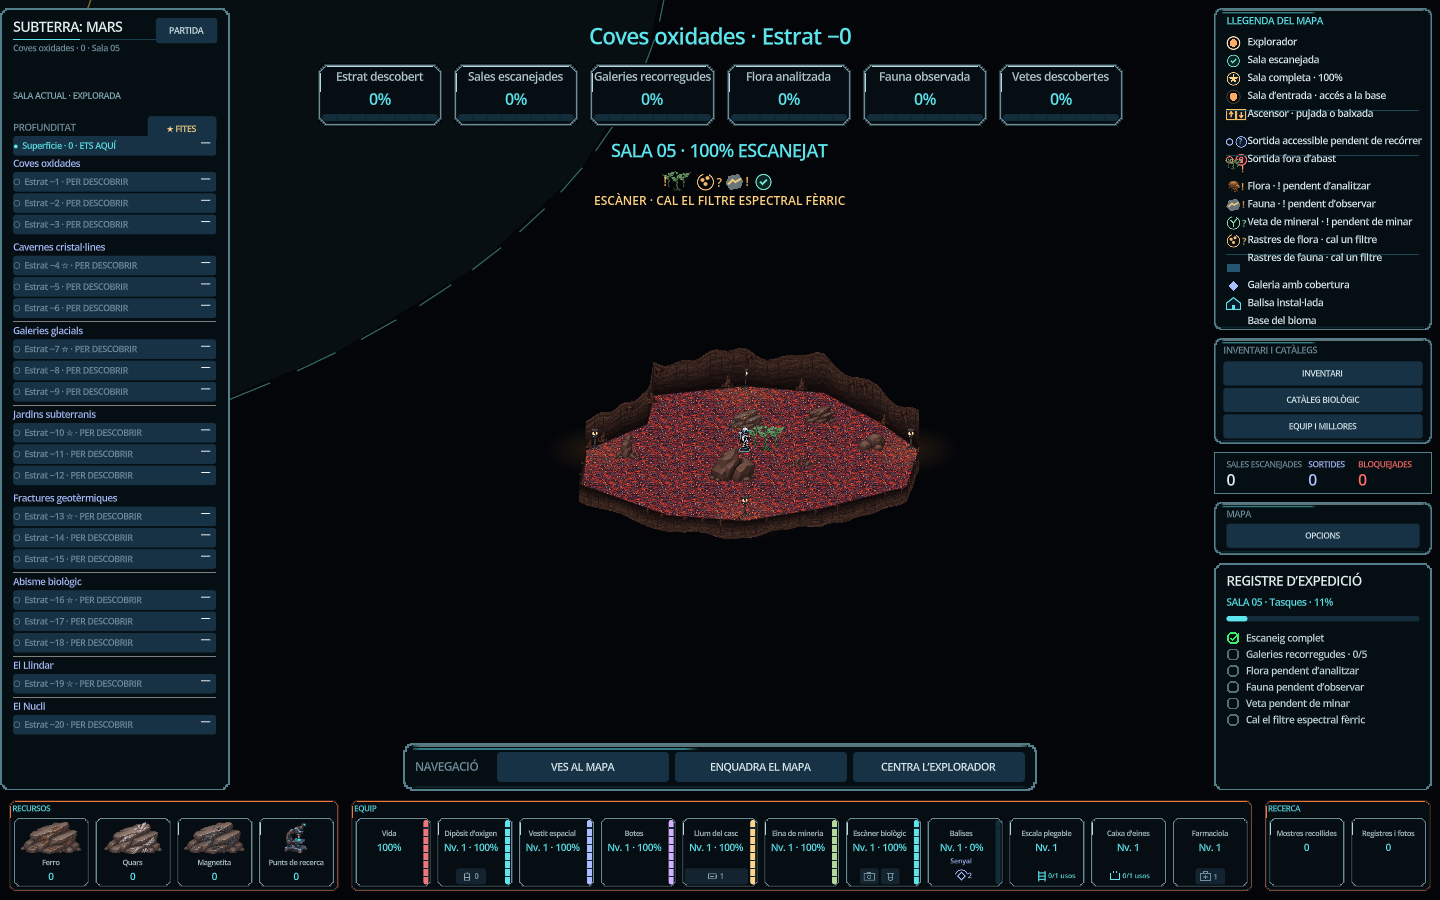 SUBTERRA: MARS
PARTIDA
Coves oxidades · 0 · Sala 05
SALA ACTUAL · EXPLORADA
PROFUNDITAT
★ FITES
Superfície · 0 · ETS AQUÍ
Coves oxidades
Estrat −1 · PER DESCOBRIR
Estrat −2 · PER DESCOBRIR
Estrat −3 · PER DESCOBRIR
Cavernes cristal·lines
Estrat −4 ☆ · PER DESCOBRIR
Estrat −5 · PER DESCOBRIR
Estrat −6 · PER DESCOBRIR
Galeries glacials
Estrat −7 ☆ · PER DESCOBRIR
Estrat −8 · PER DESCOBRIR
Estrat −9 · PER DESCOBRIR
Jardins subterranis
Estrat −10 ☆ · PER DESCOBRIR
Estrat −11 · PER DESCOBRIR
Estrat −12 · PER DESCOBRIR
Fractures geotèrmiques
Estrat −13 ☆ · PER DESCOBRIR
Estrat −14 · PER DESCOBRIR
Estrat −15 · PER DESCOBRIR
Abisme biològic
Estrat −16 ☆ · PER DESCOBRIR
Estrat −17 · PER DESCOBRIR
Estrat −18 · PER DESCOBRIR
El Llindar
Estrat −19 ☆ · PER DESCOBRIR
El Nucli
Estrat −20 · PER DESCOBRIR
Coves oxidades · Estrat −0
Estrat descobert
0%
Sales escanejades
0%
Galeries recorregudes
0%
Flora analitzada
0%
Fauna observada
0%
Vetes descobertes
0%
SALA 05 · 100% ESCANEJAT
? !
ESCÀNER · CAL EL FILTRE ESPECTRAL FÈRRIC
NAVEGACIÓ
VES AL MAPA
ENQUADRA EL MAPA
CENTRA L'EXPLORADOR
LLEGENDA DEL MAPA
Explorador
Sala escanejada
Sala completa · 100%
Sala d'entrada · accés a la base
Ascensor · pujada o baixada
Sortida accessible pendent de recórrer
Sortida fora d'abast
Flora · ! pendent d'analitzar
Fauna · ! pendent d'observar
Veta de mineral · ! pendent de minar
Rastres de flora · cal un filtre
Rastres de fauna · cal un filtre
Galeria amb cobertura
Balisa instal·lada
Base del bioma
INVENTARI I CATÀLEGS
INVENTARI
CATÀLEG BIOLÒGIC
EQUIP I MILLORES
SALES ESCANEJADES
0
SORTIDES
0
BLOQUEJADES
0
MAPA
OPCIONS
REGISTRE D'EXPEDICIÓ
SALA 05 · Tasques · 11%
Escaneig complet
Galeries recorregudes · 0/5
Flora pendent d'analitzar
Fauna pendent d'observar
Veta pendent de minar
Cal el filtre espectral fèrric
RECURSOS
Ferro
0
Quars
0
Magnetita
0
Punts de recerca
0
EQUIP
Vida
100%
Dipòsit d'oxigen
Nv. 1 · 100%
0
Vestit espacial
Nv. 1 · 100%
Botes
Nv. 1 · 100%
Llum del casc
Nv. 1 · 100%
1
Eina de mineria
Nv. 1 · 100%
Escàner biològic
Nv. 1 · 100%
Balises
Nv. 1 · 0%
Senyal
2
Escala plegable
Nv. 1
0/1 usos
Caixa d'eines
Nv. 1
0/1 usos
Farmaciola
Nv. 1
1
RECERCA
Mostres recollides
0
Registres i fotos
0